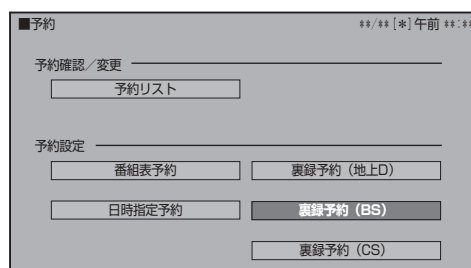 ■予約 **/** [*] 午前 **:**
予約確認／変更
予約リスト
予約設定
番組表予約 裏録予約（地上D）
日時指定予約 裏録予約（BS）
裏録予約（CS）